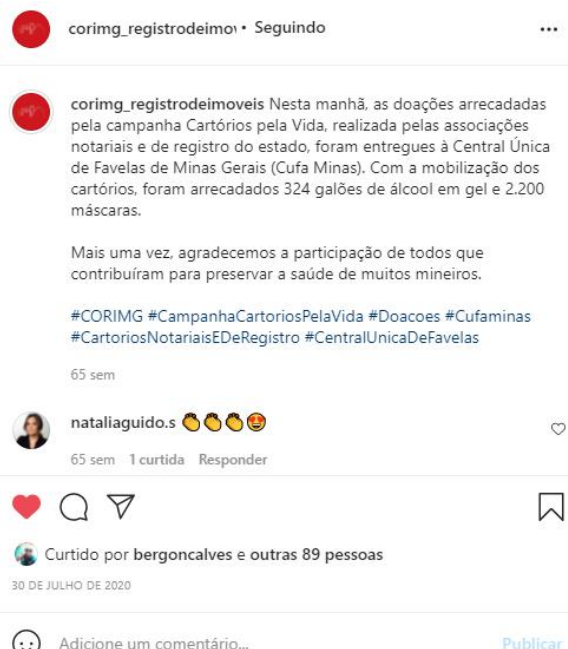 corimg_registrodeimov • Seguindo
corimg_registrodeimoveis Nesta manhã, as doações arrecadadas
pela campanha Cartórios pela Vida, realizada pelas associações
notariais e de registro do estado, foram entregues à Central Única
de Favelas de Minas Gerais (Cufa Minas). Com a mobilização dos
cartórios, foram arrecadados 324 galões de álcool em gel e 2.200
máscaras.
Mais uma vez, agradecemos a participação de todos que
contribuíram para preservar a saúde de muitos mineiros.
#CORIMG #CampanhaCartoriosPelaVida #Doacoes #Cufaminas
#CartoriosNotariaisEDeRegistro #CentralUnicaDeFavelas
65 sem
nataliaguido.s 👏👏👏😍
65 sem 1 curtida Responder
Curtido por bergoncalves e outras 89 pessoas
30 DE JULHO DE 2020
Adicione um comentário...
Publicar